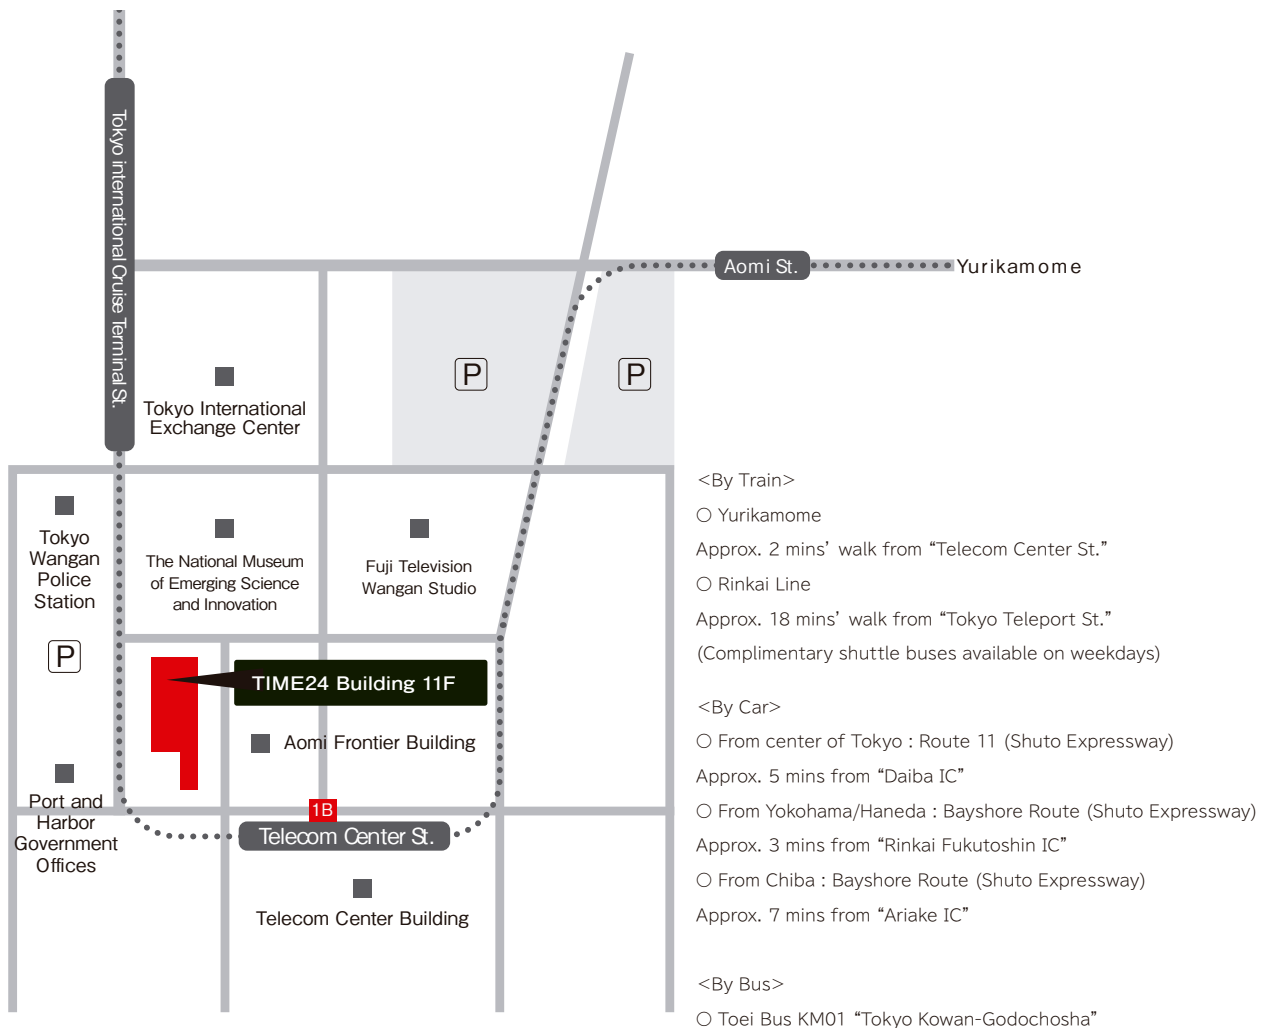 Tokyo international Cruise Terminal St.
Aomi St.
Yurikamome
P
P
Tokyo International
Exchange Center
Tokyo
Wangan
Police
Station
The National Museum
of Emerging Science
and Innovation
Fuji Television
Wangan Studio
P
TIME24 Building 11F
Aomi Frontier Building
Port and
Harbor
Government
Offices
1B
Telecom Center St.
Telecom Center Building
<By Train>
○ Yurikamome
Approx. 2 mins’ walk from “Telecom Center St.”
○ Rinkai Line
Approx. 18 mins’ walk from “Tokyo Teleport St.”
(Complimentary shuttle buses available on weekdays)
<By Car>
○ From center of Tokyo : Route 11 (Shuto Expressway)
Approx. 5 mins from “Daiba IC”
○ From Yokohama/Haneda : Bayshore Route (Shuto Expressway)
Approx. 3 mins from “Rinkai Fukutoshin IC”
○ From Chiba : Bayshore Route (Shuto Expressway)
Approx. 7 mins from “Ariake IC”
<By Bus>
○ Toei Bus KM01 “Tokyo Kowan-Godochosha”